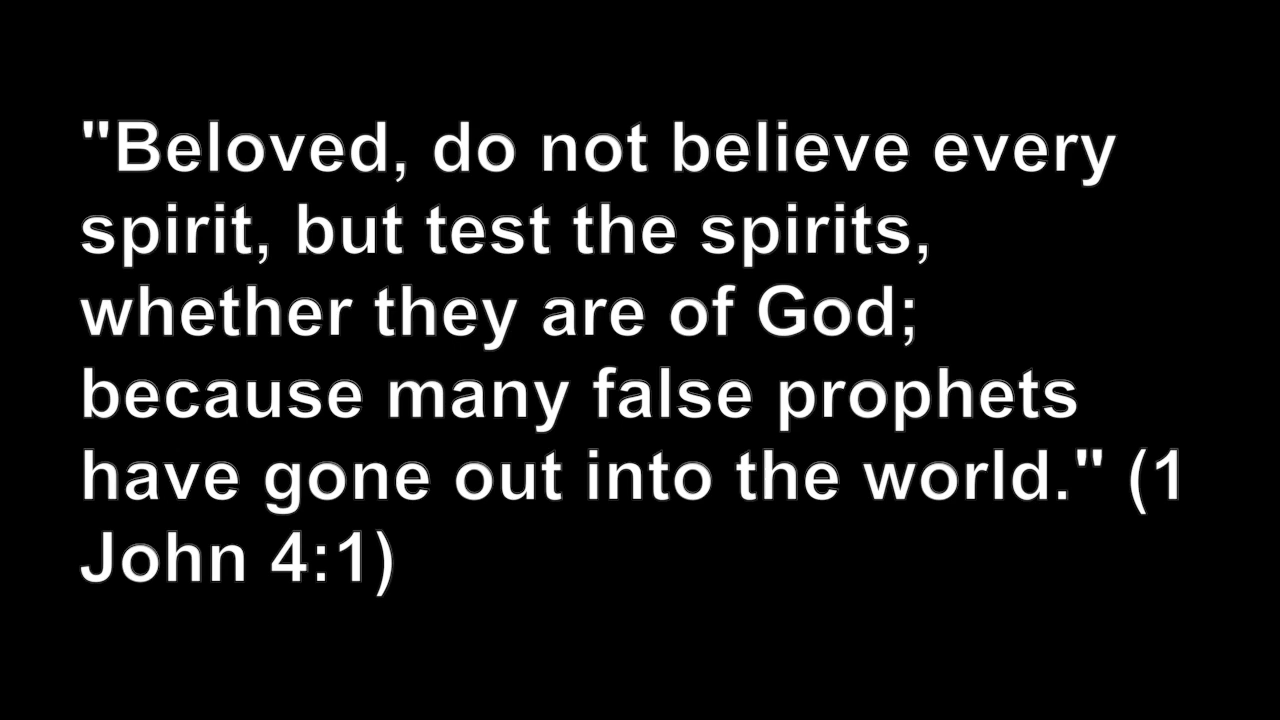 "Beloved, do not believe every
spirit, but test the spirits,
whether they are of God;
because many false prophets
have gone out into the world." (1
John 4:1)